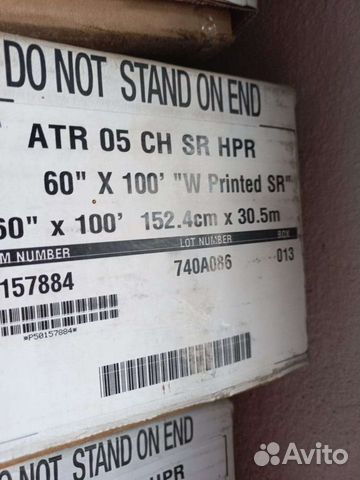 DO NOT STAND ON END
ATR 05 CH SR HPR
60" X 100' "W Printed SR"
60" x 100' 152.4cm x 30.5m
M NUMBER LOT NUMBER BOX
157884 740A086 013
*P50157884*
NOT STAND ON END
HPR
Avito